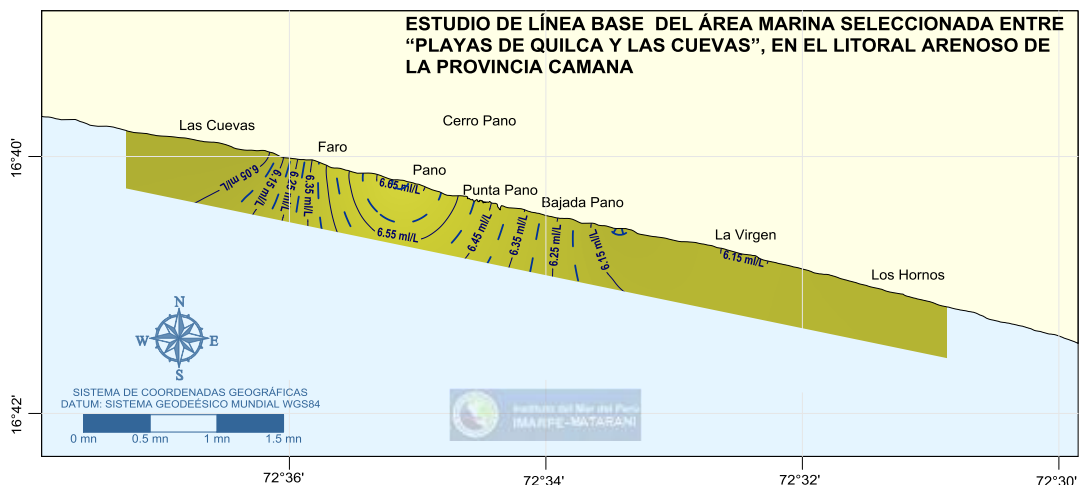 ESTUDIO DE LÍNEA BASE DEL ÁREA MARINA SELECCIONADA ENTRE
“PLAYAS DE QUILCA Y LAS CUEVAS”, EN EL LITORAL ARENOSO DE
LA PROVINCIA CAMANA
Las Cuevas
Cerro Pano
Faro
Pano
Punta Pano
Bajada Pano
La Virgen
Los Hornos
16°40'
16°42'
6.05 ml/L
6.15 ml/L
6.25 ml/L
6.35 ml/L
6.65 ml/L
6.55 ml/L
6.45 ml/L
6.35 ml/L
6.25 ml/L
6.15 ml/L
6.15 ml/L
N
W E
S
SISTEMA DE COORDENADAS GEOGRÁFICAS
DATUM: SISTEMA GEODEÉSICO MUNDIAL WGS84
0 mn 0.5 mn 1 mn 1.5 mn
Instituto del Mar del Perú
IMARPE-MATARANI
72°36' 72°34' 72°32' 72°30'